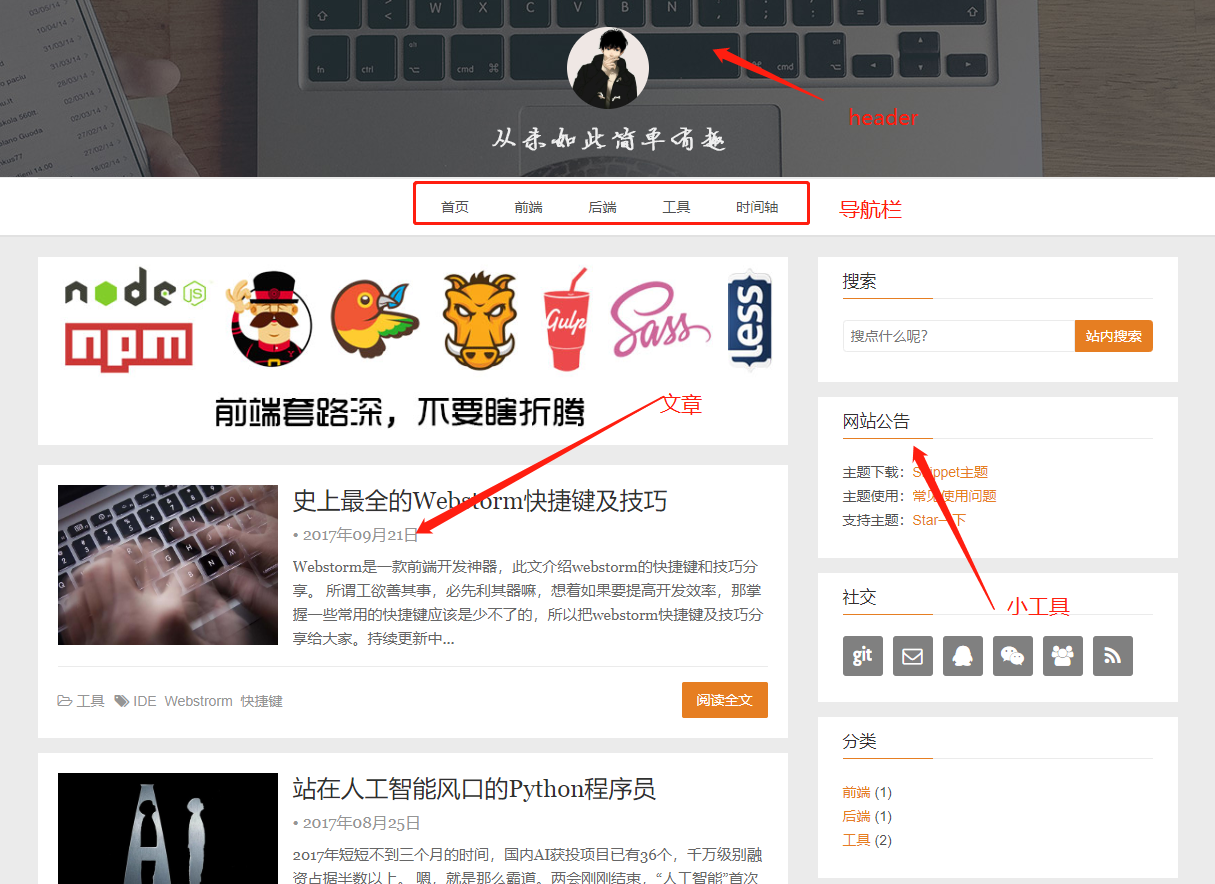 03/05/14
02/05/14
W X C V B N
fn ctrl alt cmd cmd alt
header
从未如此简单有趣
首页 前端 后端 工具 时间轴
导航栏
node JS
npm
Gulp
Sass
less
前端套路深，不要瞎折腾
文章
史上最全的Webstorm快捷键及技巧
• 2017年09月21日
Webstorm是一款前端开发神器，此文介绍webstorm的快捷键和技巧分
享。 所谓工欲善其事，必先利其器嘛，想着如果要提高开发效率，那掌
握一些常用的快捷键应该是少不了的，所以把webstorm快捷键及技巧分
享给大家。持续更新中...
工具 IDE Webstrorm 快捷键
阅读全文
站在人工智能风口的Python程序员
• 2017年08月25日
2017年短短不到三个月的时间，国内AI获投项目已有36个，千万级别融
资占据半数以上。 嗯，就是那么霸道。两会刚刚结束，“人工智能”首次
搜索
搜点什么呢？
站内搜索
网站公告
主题下载：Snippet主题
主题使用：常见使用问题
支持主题：Star一下
社交
小工具
git
分类
前端 (1)
后端 (1)
工具 (2)